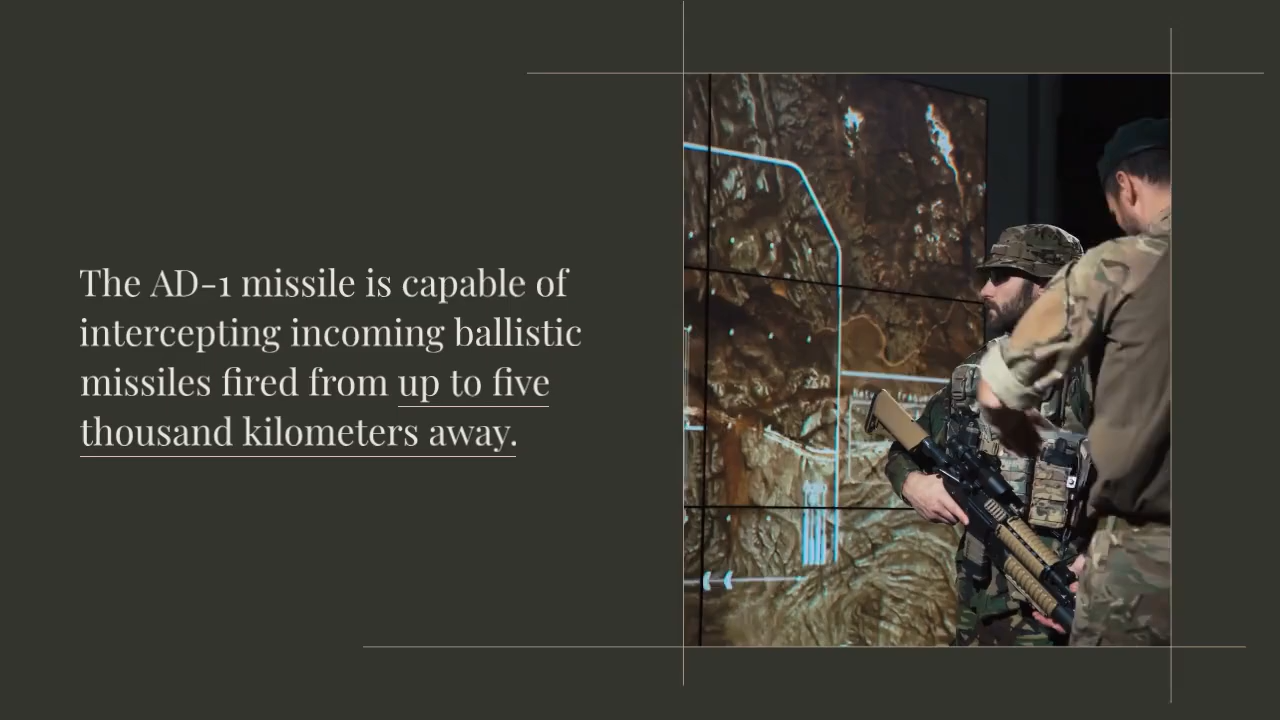 The AD-1 missile is capable of
intercepting incoming ballistic
missiles fired from up to five
thousand kilometers away.